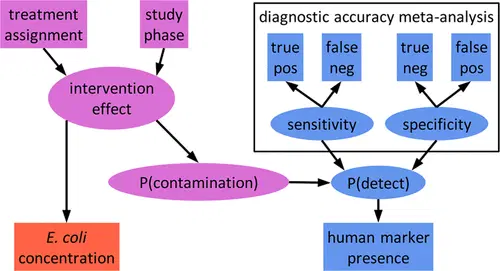 treatment
assignment
study
phase
diagnostic accuracy meta-analysis
true
pos
false
neg
true
neg
false
pos
intervention
effect
sensitivity
specificity
P(contamination)
P(detect)
E. coli
concentration
human marker
presence